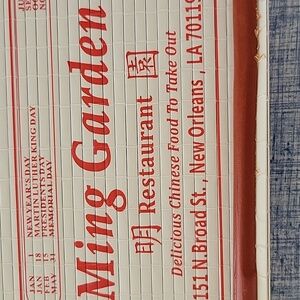 JAN 1 NEW YEAR'S DAY
JAN 18 MARTIN LUTHER KING DAY
FEB 15 PRESIDENTS DAY
MAY 31 MEMORIAL DAY
Ming Garden
明 Restaurant 園
Delicious Chinese Food To Take Out
151 N.Broad St., New Orleans, LA 70119